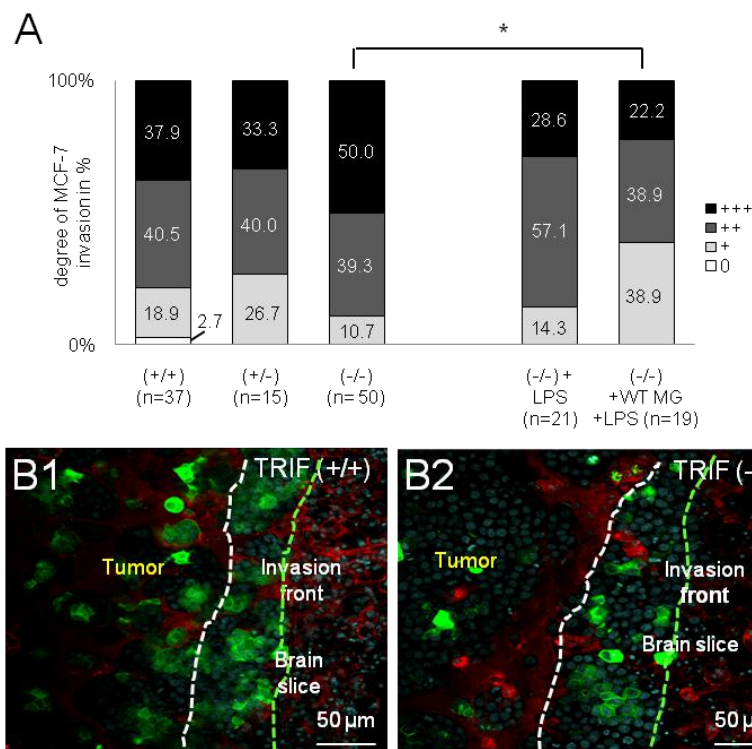 A
*
100%
37.9
33.3
50.0
28.6
22.2
40.5
40.0
39.3
57.1
38.9
18.9
26.7
10.7
14.3
38.9
2.7
0%
degree of MCF-7
invasion in %
+++
++
+
0
(+/+)
(n=37)
(+/-)
(n=15)
(-/-)
(n=50)
(-/-) +
LPS
(n=21)
(-/-)
+WT MG
+LPS (n=19)
B1
TRIF (+/+)
Tumor
Invasion
front
Brain
slice
50 µm
B2
TRIF (-
Tumor
Invasion
front
Brain slice
50 µm